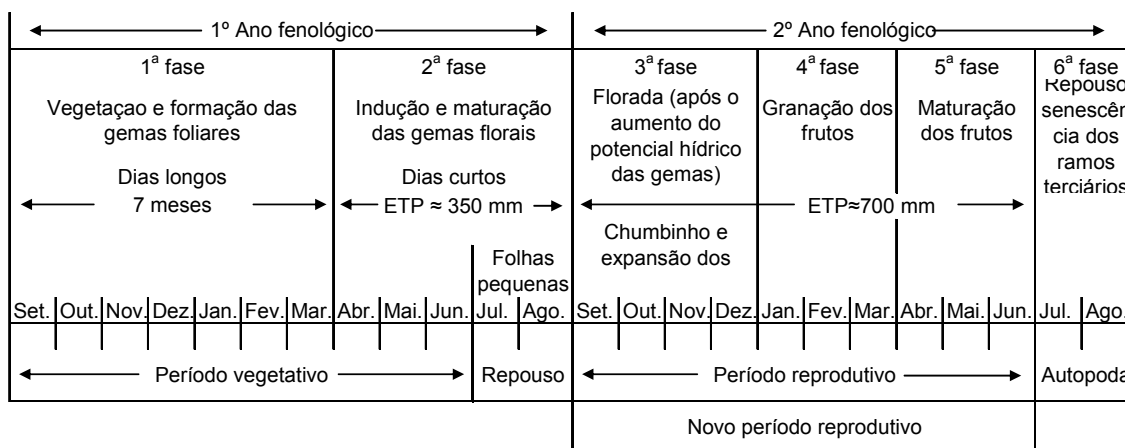 1º Ano fenológico
2º Ano fenológico
1ª fase
Vegetaçao e formação das
gemas foliares
Dias longos
7 meses
2ª fase
Indução e maturação
das gemas florais
Dias curtos
ETP ≈ 350 mm
Folhas
pequenas
3ª fase
Florada (após o
aumento do
potencial hídrico
das gemas)
Chumbinho e
expansão dos
4ª fase
Granação dos
frutos
5ª fase
Maturação
dos frutos
ETP≈700 mm
6ª fase
Repouso
senescên
cia dos
ramos
terciários
Set. Out. Nov. Dez. Jan. Fev. Mar. Abr. Mai. Jun. Jul. Ago. Set. Out. Nov. Dez. Jan. Fev. Mar. Abr. Mai. Jun. Jul. Ago.
Período vegetativo Repouso Período reprodutivo Autopoda
Novo período reprodutivo